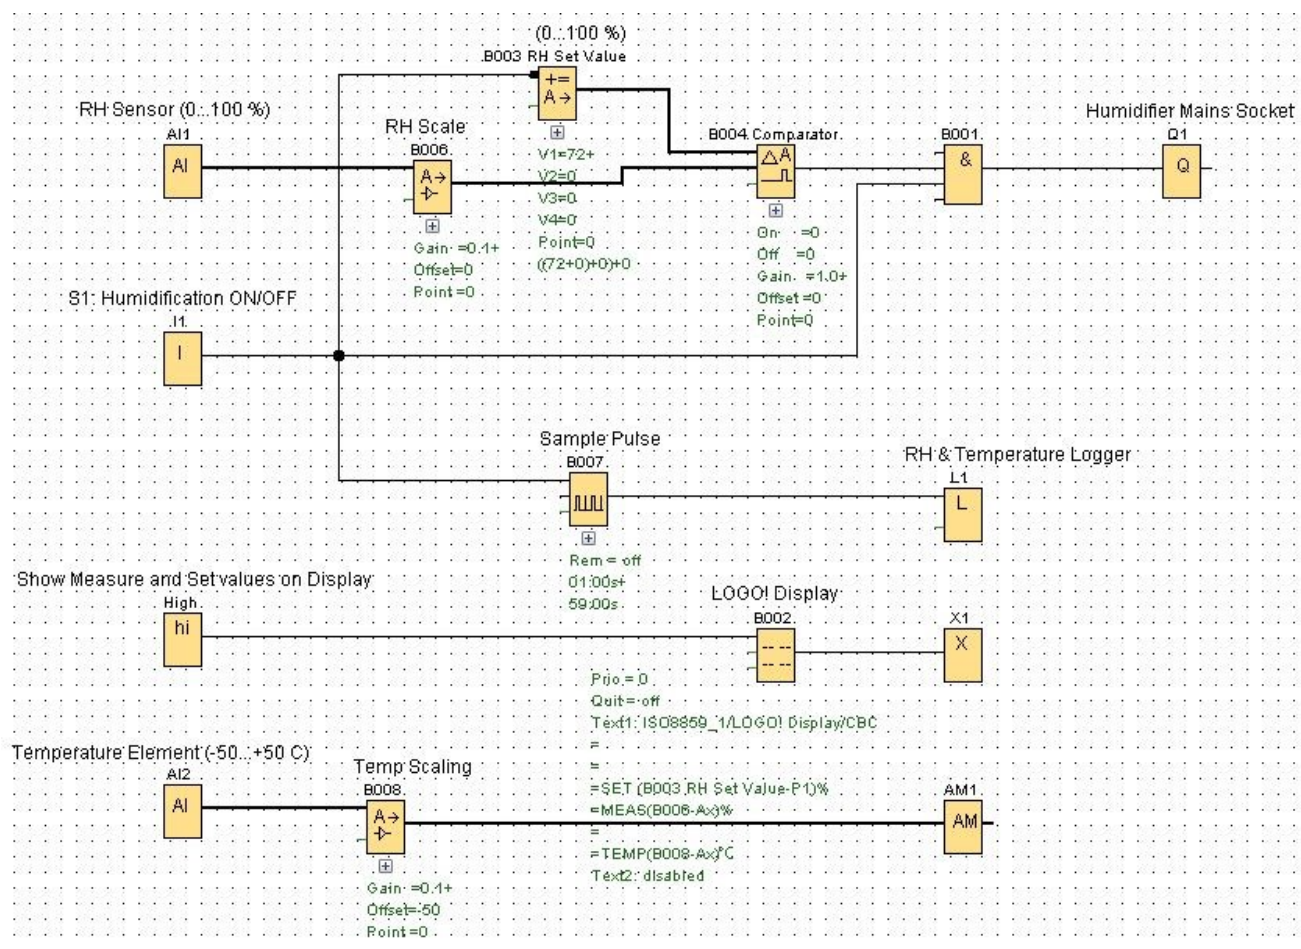 (0...100 %)
B003 RH Set Value
+=
A→
RH Sensor (0...100 %)
AI1
AI
RH Scale
B006
A→
V1=72+
V2=0
V3=0
V4=0
Point=0
((72+0)+0)+0
Gain =0.1+
Offset=0
Point =0
B004 Comparator
ΔA
On =0
Off =0
Gain =1.0+
Offset =0
Point=0
B001
&
Humidifier Mains Socket
Q1
Q
S1: Humidification ON/OFF
I1
I
Sample Pulse
B007
Rem = off
01:00s+
59:00s
RH & Temperature Logger
L1
L
Show Measure and Set values on Display
High
hi
LOGO! Display
B002
X1
X
Prio = 0
Quit = off
Text1: ISO8859_1/LOGO! Display/CBC
=
=
=SET (B003 RH Set Value-P1)%
=MEAS(B006-Ax)%
=
=TEMP(B008-Ax)°C
Text2: disabled
Temperature Element (-50...+50 C)
AI2
AI
Temp Scaling
B008
A→
Gain =0.1+
Offset=-50
Point =0
AM1
AM